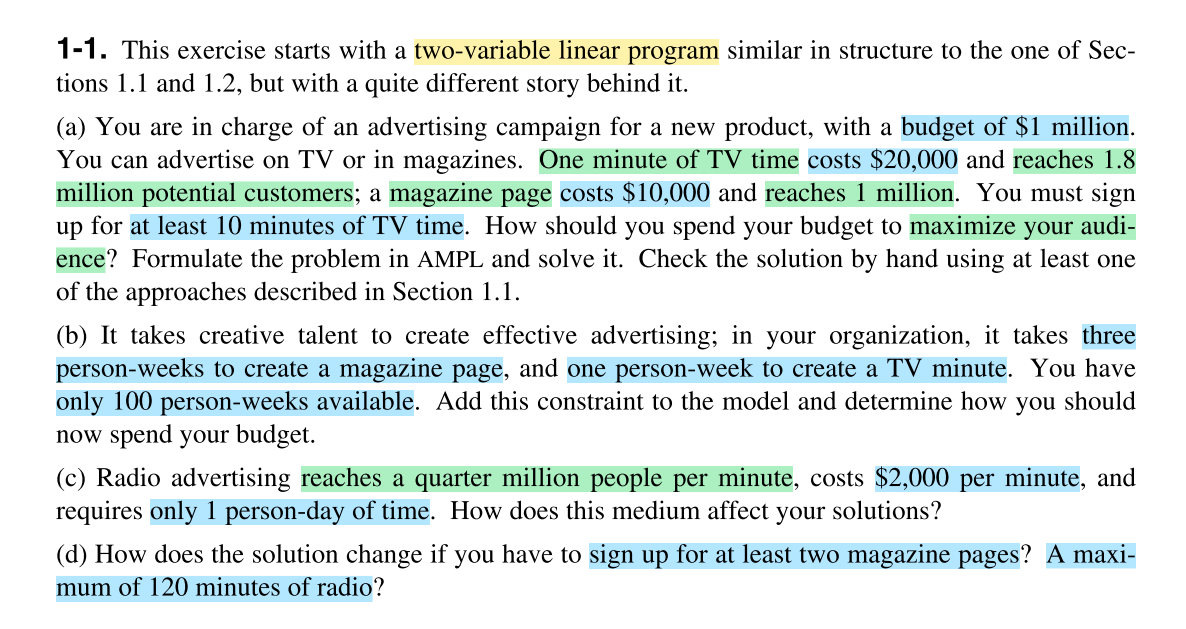 1-1. This exercise starts with a two-variable linear program similar in structure to the one of Sec-
tions 1.1 and 1.2, but with a quite different story behind it.
(a) You are in charge of an advertising campaign for a new product, with a budget of $1 million.
You can advertise on TV or in magazines. One minute of TV time costs $20,000 and reaches 1.8
million potential customers; a magazine page costs $10,000 and reaches 1 million. You must sign
up for at least 10 minutes of TV time. How should you spend your budget to maximize your audi-
ence? Formulate the problem in AMPL and solve it. Check the solution by hand using at least one
of the approaches described in Section 1.1.
(b) It takes creative talent to create effective advertising; in your organization, it takes three
person-weeks to create a magazine page, and one person-week to create a TV minute. You have
only 100 person-weeks available. Add this constraint to the model and determine how you should
now spend your budget.
(c) Radio advertising reaches a quarter million people per minute, costs $2,000 per minute, and
requires only 1 person-day of time. How does this medium affect your solutions?
(d) How does the solution change if you have to sign up for at least two magazine pages? A maxi-
mum of 120 minutes of radio?